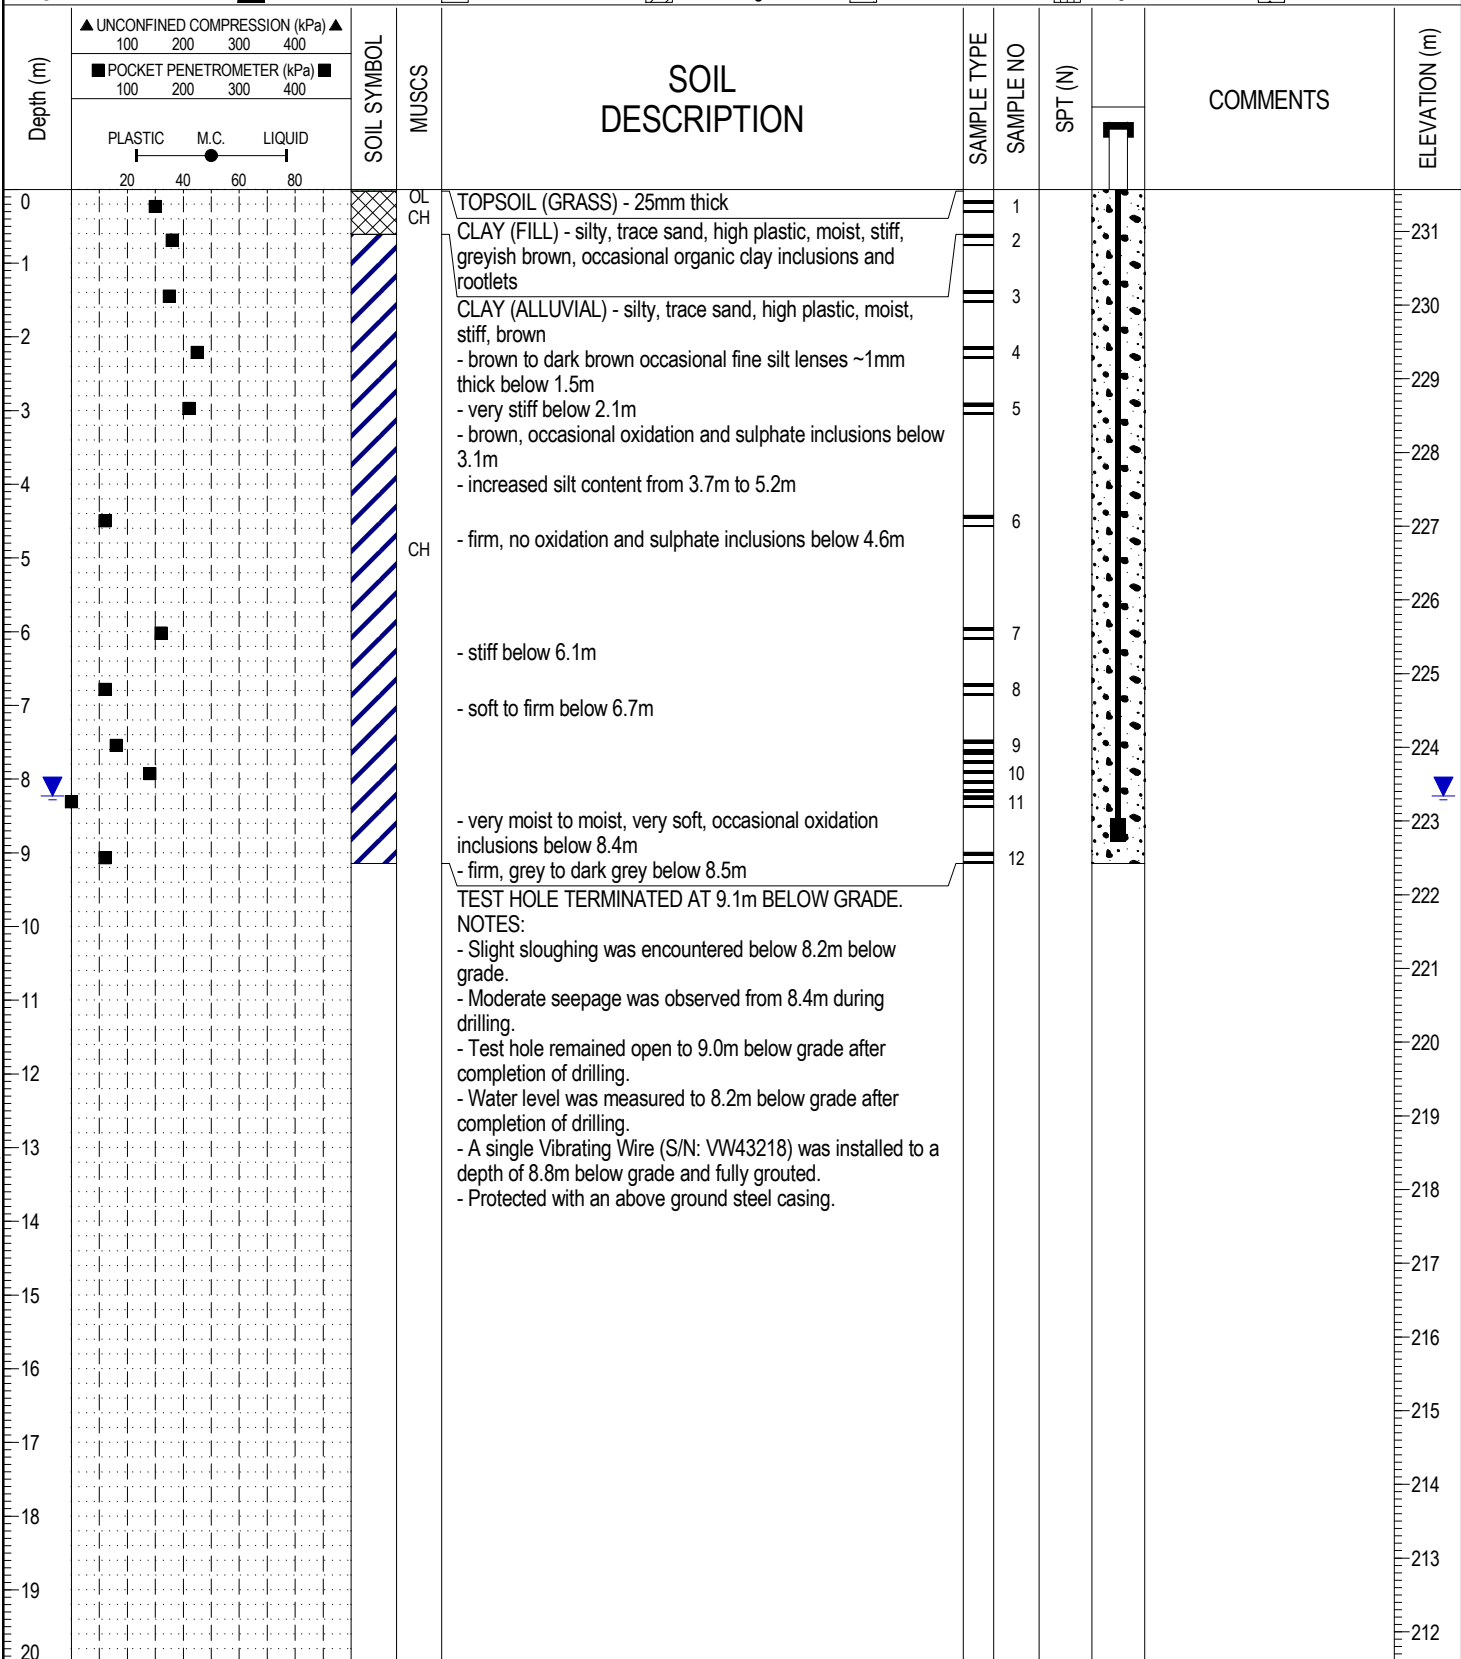 ▲ UNCONFINED COMPRESSION (kPa) ▲
100 200 300 400
■ POCKET PENETROMETER (kPa) ■
100 200 300 400
PLASTIC M.C. LIQUID
20 40 60 80
Depth (m)
SOIL SYMBOL
MUSCS
SOIL
DESCRIPTION
SAMPLE TYPE
SAMPLE NO
SPT (N)
COMMENTS
ELEVATION (m)
0
1
2
3
4
5
6
7
8
9
10
11
12
13
14
15
16
17
18
19
20
OL
CH
CH
TOPSOIL (GRASS) - 25mm thick
CLAY (FILL) - silty, trace sand, high plastic, moist, stiff,
greyish brown, occasional organic clay inclusions and
rootlets
CLAY (ALLUVIAL) - silty, trace sand, high plastic, moist,
stiff, brown
- brown to dark brown occasional fine silt lenses ~1mm
thick below 1.5m
- very stiff below 2.1m
- brown, occasional oxidation and sulphate inclusions below
3.1m
- increased silt content from 3.7m to 5.2m
- firm, no oxidation and sulphate inclusions below 4.6m
- stiff below 6.1m
- soft to firm below 6.7m
- very moist to moist, very soft, occasional oxidation
inclusions below 8.4m
- firm, grey to dark grey below 8.5m
TEST HOLE TERMINATED AT 9.1m BELOW GRADE.
NOTES:
- Slight sloughing was encountered below 8.2m below
grade.
- Moderate seepage was observed from 8.4m during
drilling.
- Test hole remained open to 9.0m below grade after
completion of drilling.
- Water level was measured to 8.2m below grade after
completion of drilling.
- A single Vibrating Wire (S/N: VW43218) was installed to a
depth of 8.8m below grade and fully grouted.
- Protected with an above ground steel casing.
1
2
3
4
5
6
7
8
9
10
11
12
231
230
229
228
227
226
225
224
223
222
221
220
219
218
217
216
215
214
213
212